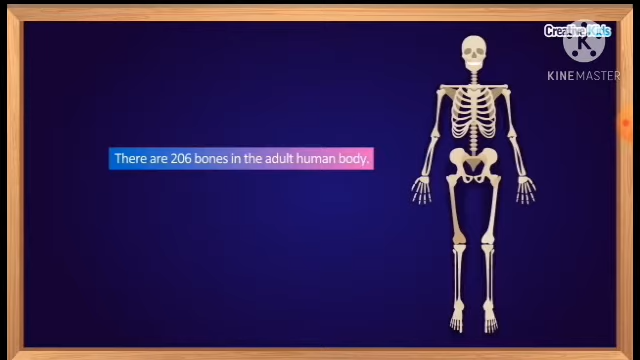 Creative Kids
K
KINEMASTER
There are 206 bones in the adult human body.